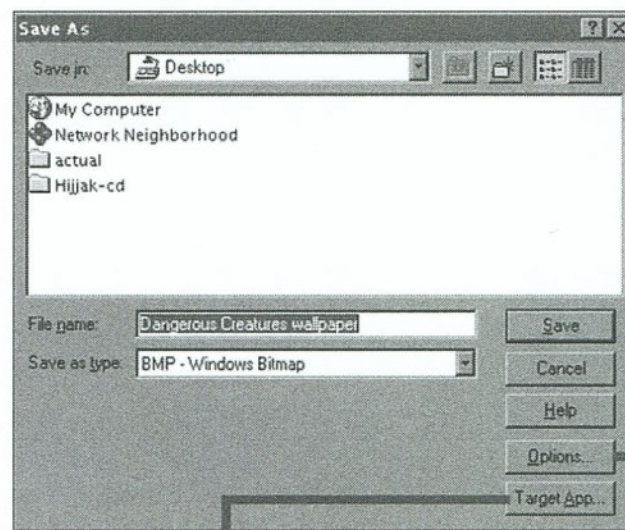 Save As
Save in:
Desktop
My Computer
Network Neighborhood
actual
Hijjak-cd
File name:
Dangerous Creatures wallpaper
Save
Save as type:
BMP - Windows Bitmap
Cancel
Help
Options...
Target App...